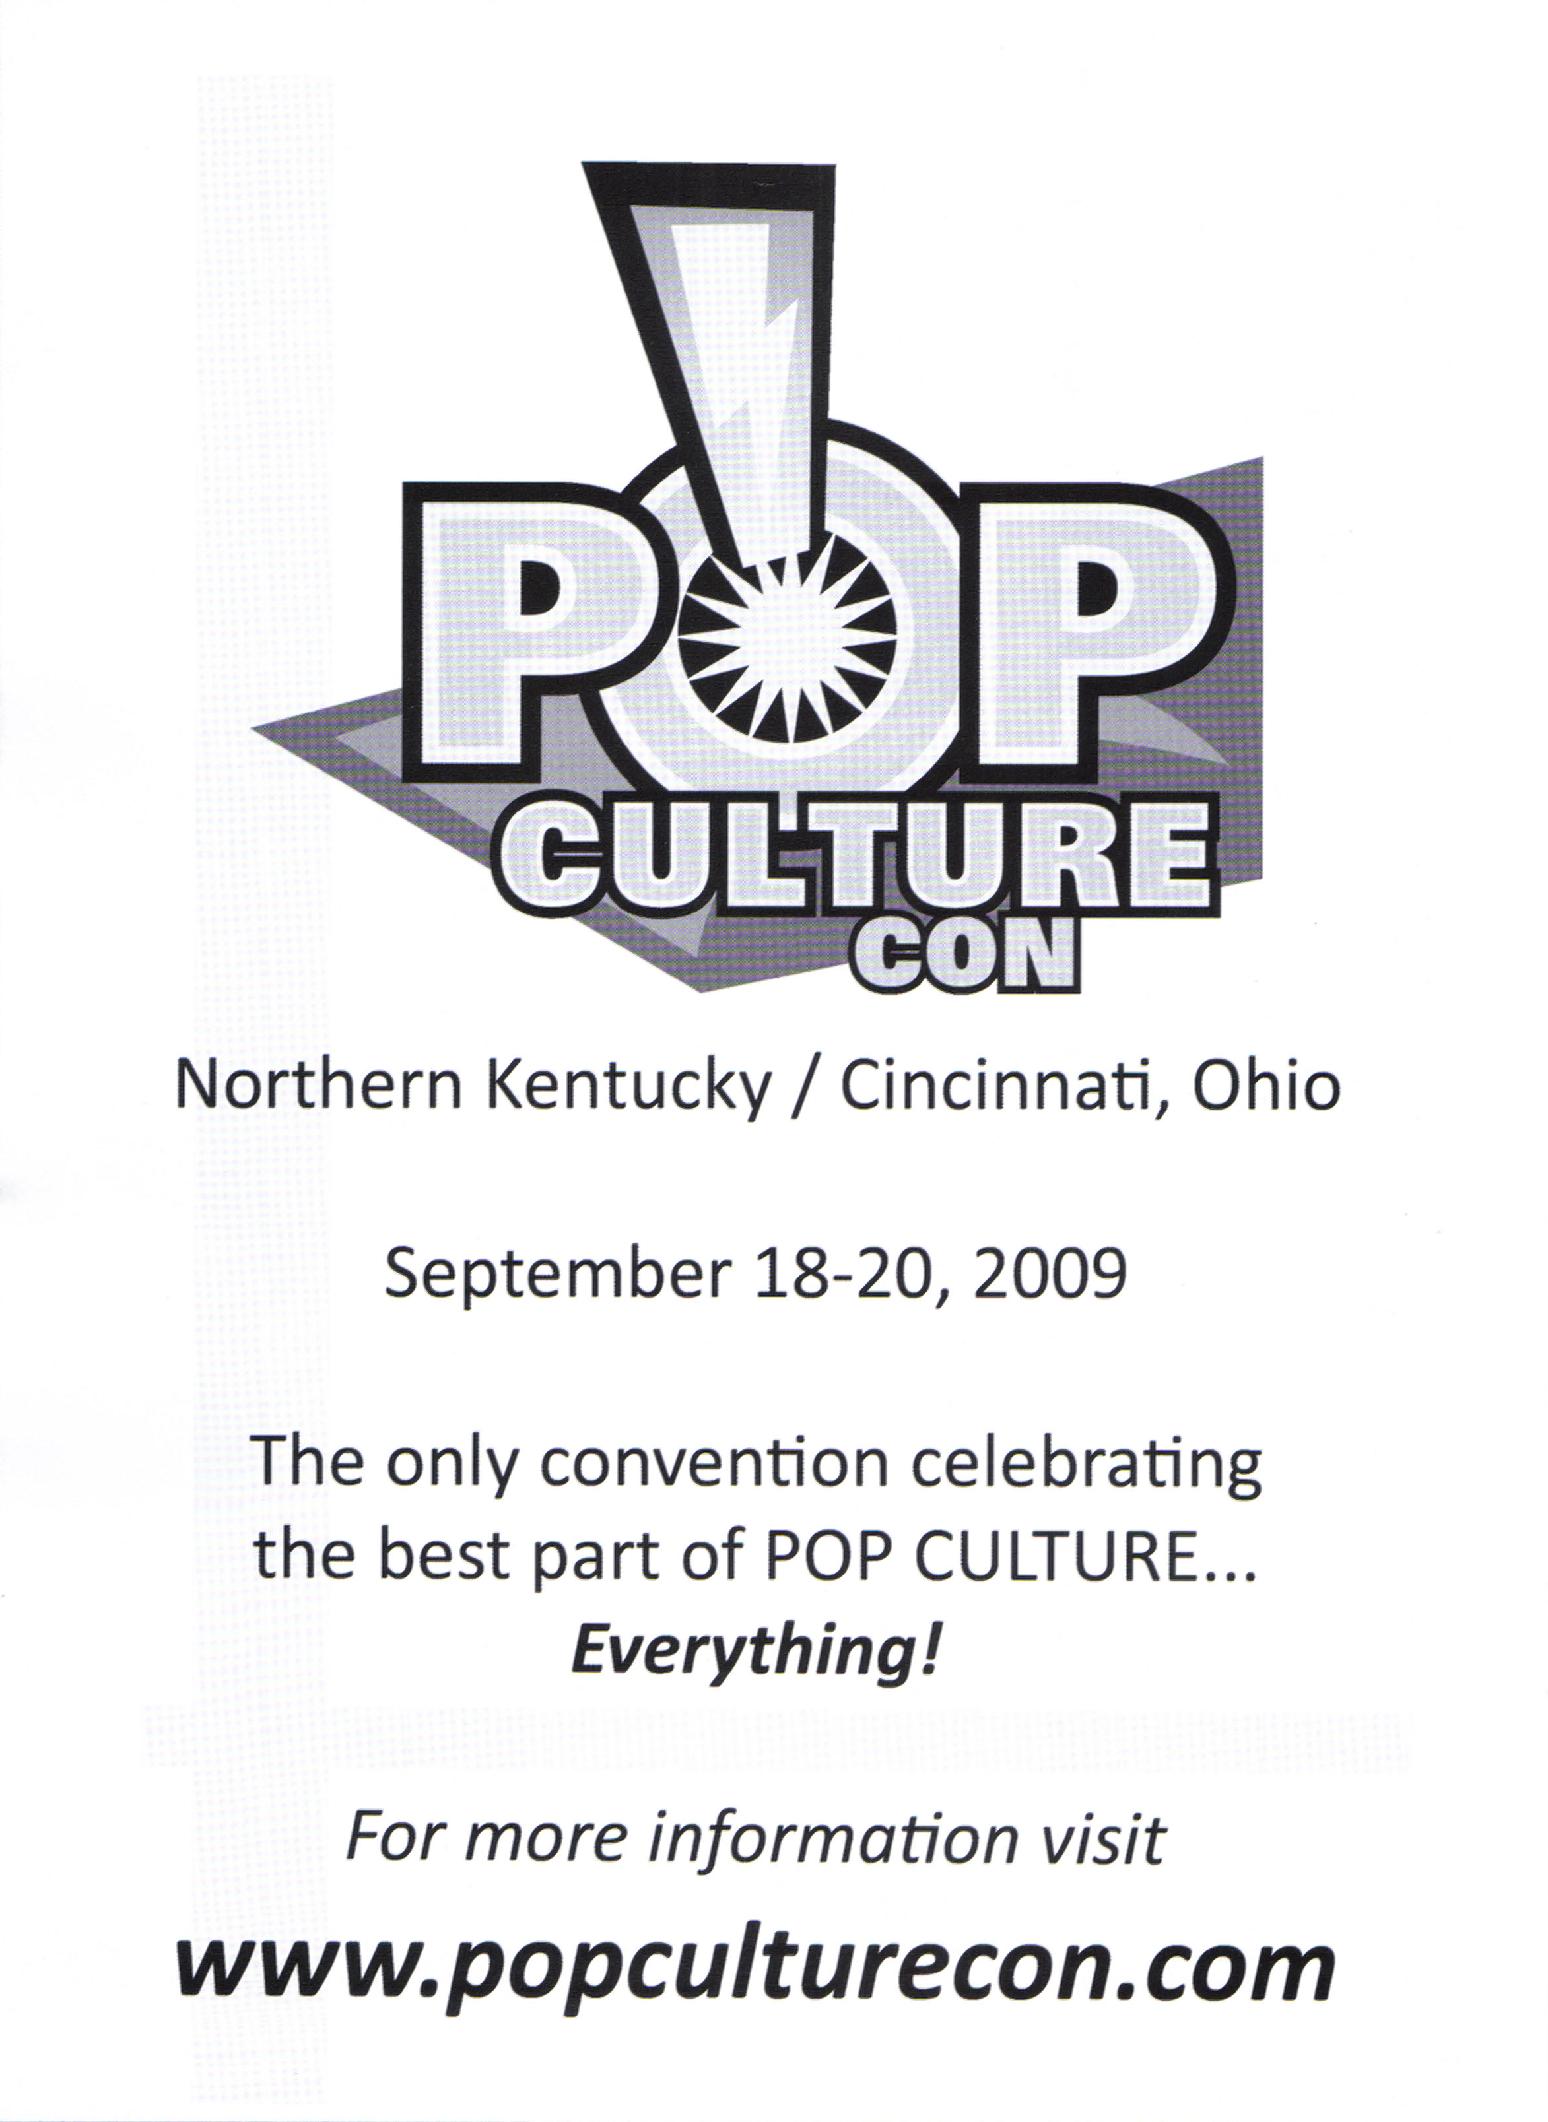 POP
CULTURE
CON
Northern Kentucky / Cincinnati, Ohio
September 18-20, 2009
The only convention celebrating
the best part of POP CULTURE...
Everything!
For more information visit
www.popculturecon.com